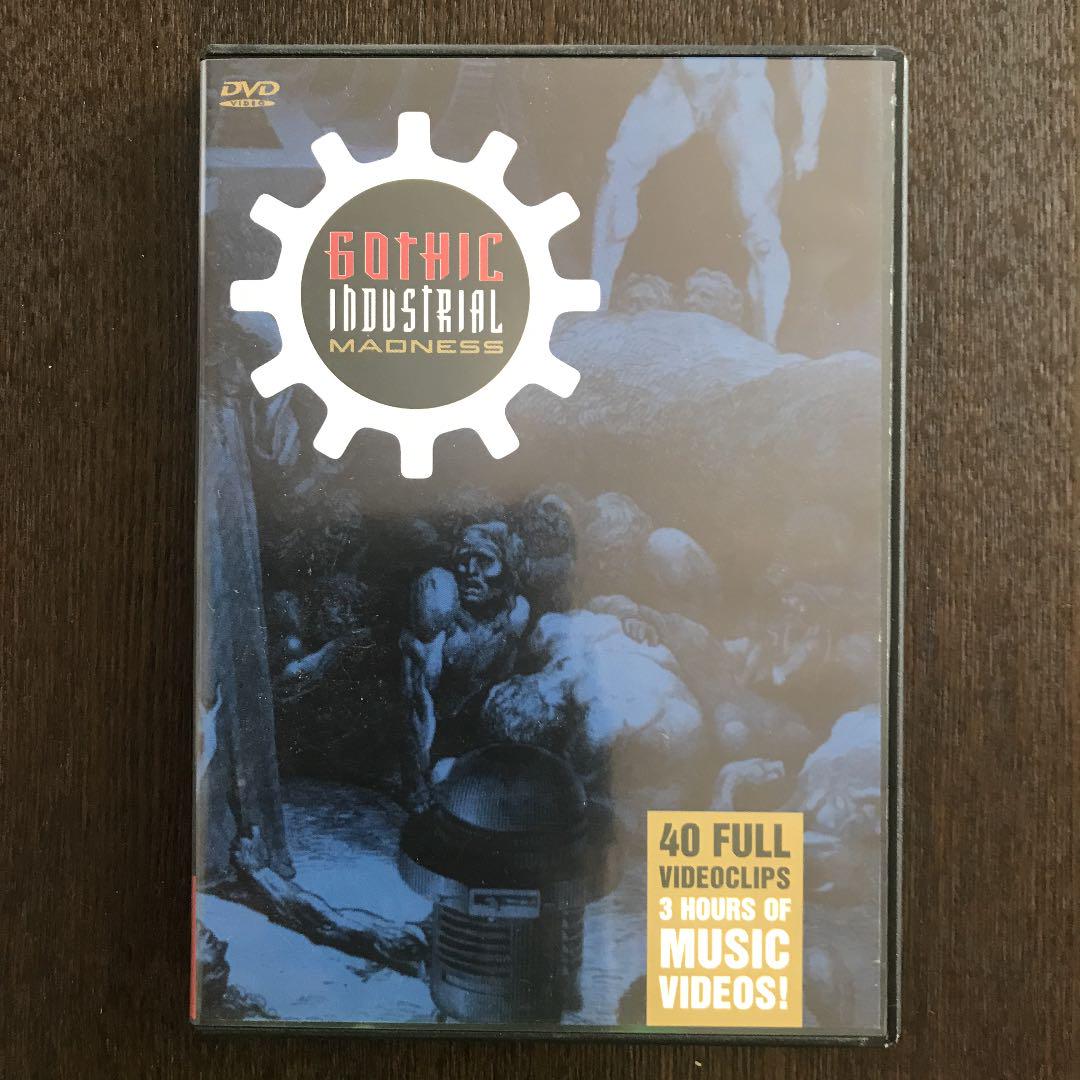 DVD
VIDEO
GOTHIC
INDUSTRIAL
MADNESS
40 FULL
VIDEOCLIPS
3 HOURS OF
MUSIC
VIDEOS!